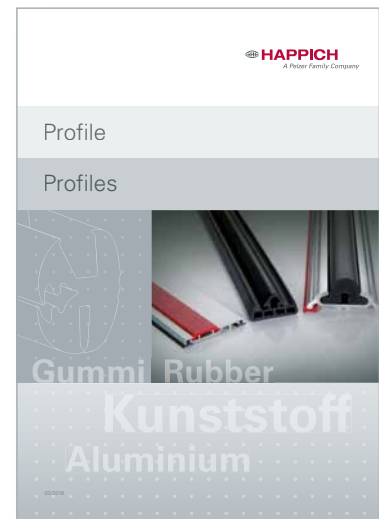 HAPPICH
A Pelzer Family Company
Profile
Profiles
Gummi Rubber
Kunststoff
Aluminium